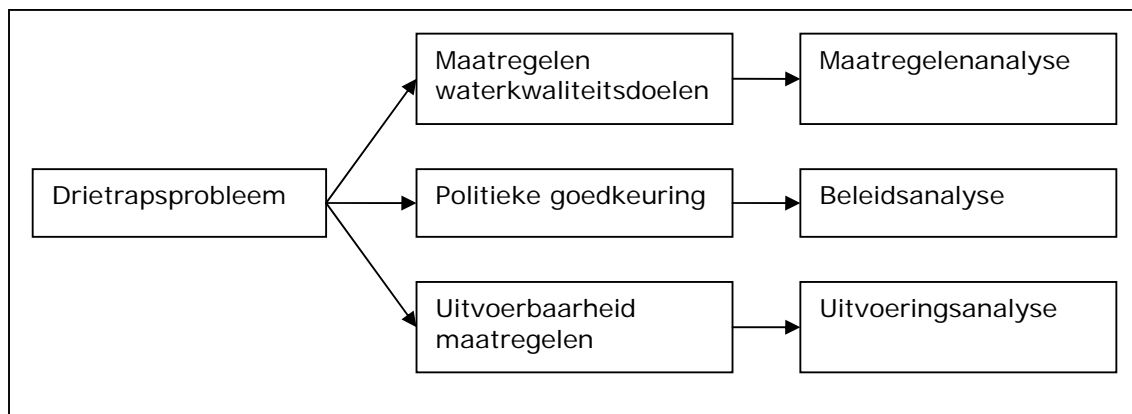 Maatregelen
waterkwaliteitsdoelen
Maatregelenanalyse
Drietrapsprobleem
Politieke goedkeuring
Beleidsanalyse
Uitvoerbaarheid
maatregelen
Uitvoeringsanalyse